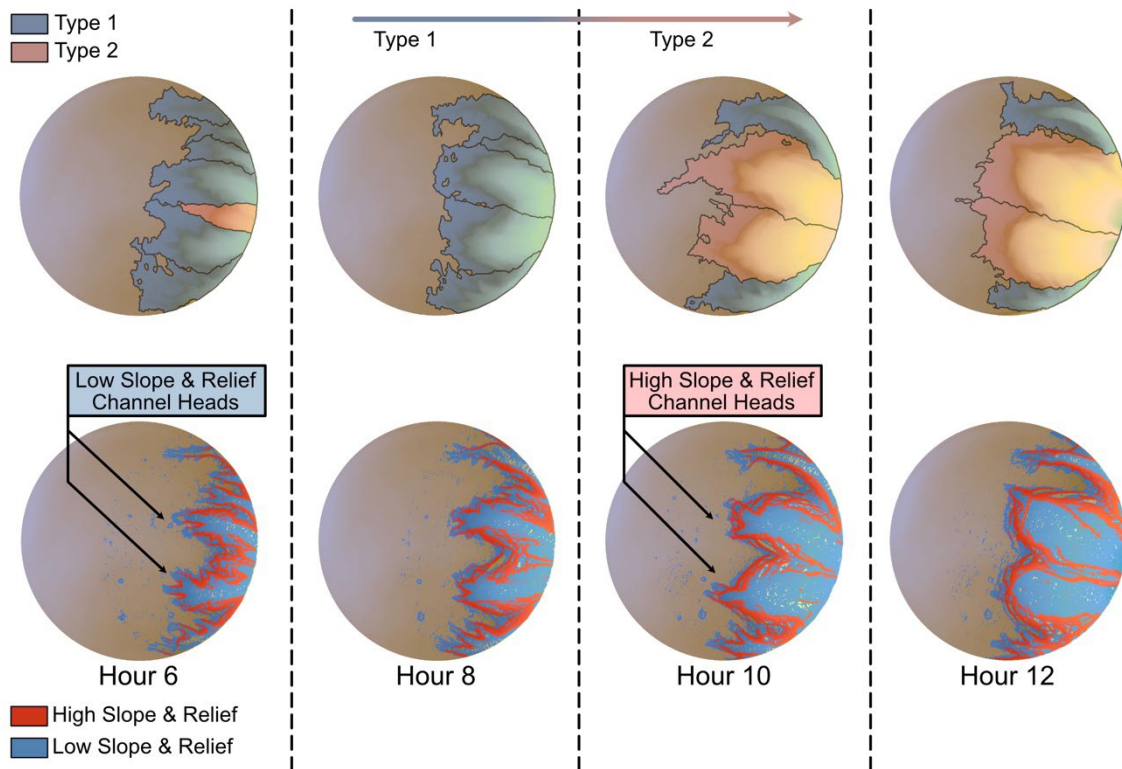 Type 1
Type 2
Type 1
Type 2
Low Slope & Relief
Channel Heads
High Slope & Relief
Channel Heads
Hour 6
Hour 8
Hour 10
Hour 12
High Slope & Relief
Low Slope & Relief